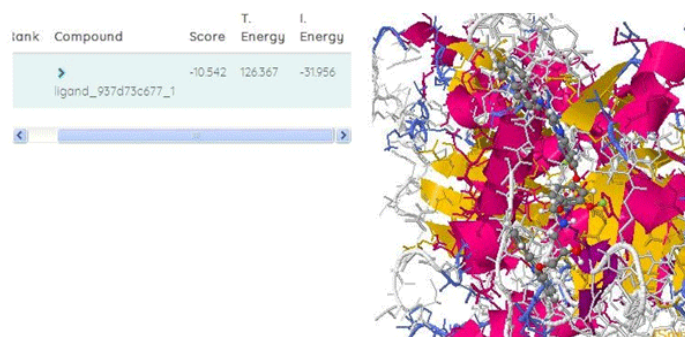 Rank Compound Score T. Energy I. Energy
-10.542 126.367 -31.956
ligand_937d73c677_1